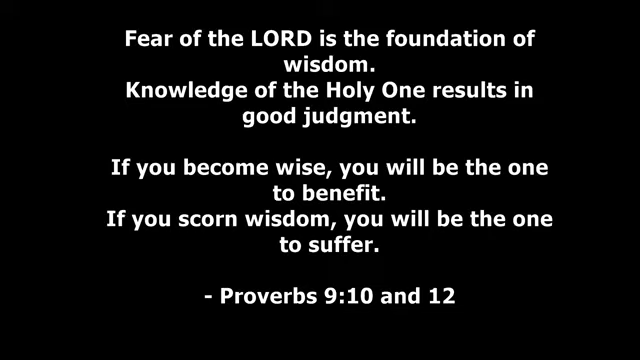 Fear of the LORD is the foundation of
wisdom.
Knowledge of the Holy One results in
good judgment.
If you become wise, you will be the one
to benefit.
If you scorn wisdom, you will be the one
to suffer.
- Proverbs 9:10 and 12